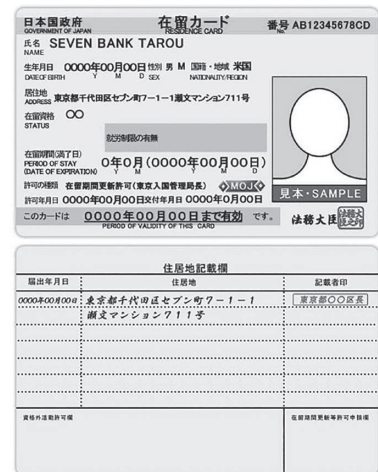 日本国政府 在留カード 番号 AB12345678CD
GOVERNMENT OF JAPAN RESIDENCE CARD No.
氏名 SEVEN BANK TAROU
NAME
生年月日 0000年00月00日 性別 男 M 国籍・地域 米国
DATE OF BIRTH Y M D SEX NATIONALITY/REGION
居住地 東京都千代田区セブン町7-1-1瀬文マンション711号
ADDRESS
在留資格 〇〇
STATUS
就労制限の有無
在留期間(満了日) 0年0月(0000年00月00日)
PERIOD OF STAY Y M Y M D
(DATE OF EXPIRATION)
許可の種類 在留期間更新許可(東京入国管理局長) MOJ
許可年月日 0000年00月00日 交付年月日 0000年0月00日
見本・SAMPLE
このカードは 0000年00月00日まで有効 です。 法務大臣
PERIOD OF VALIDITY OF THIS CARD
住居地記載欄
届出年月日 住居地 記載者印
0000年00月00日 東京都千代田区セブン町7-1-1 東京都〇〇区長
瀬文マンション711号
資格外活動許可欄 在留期間更新等許可申請欄